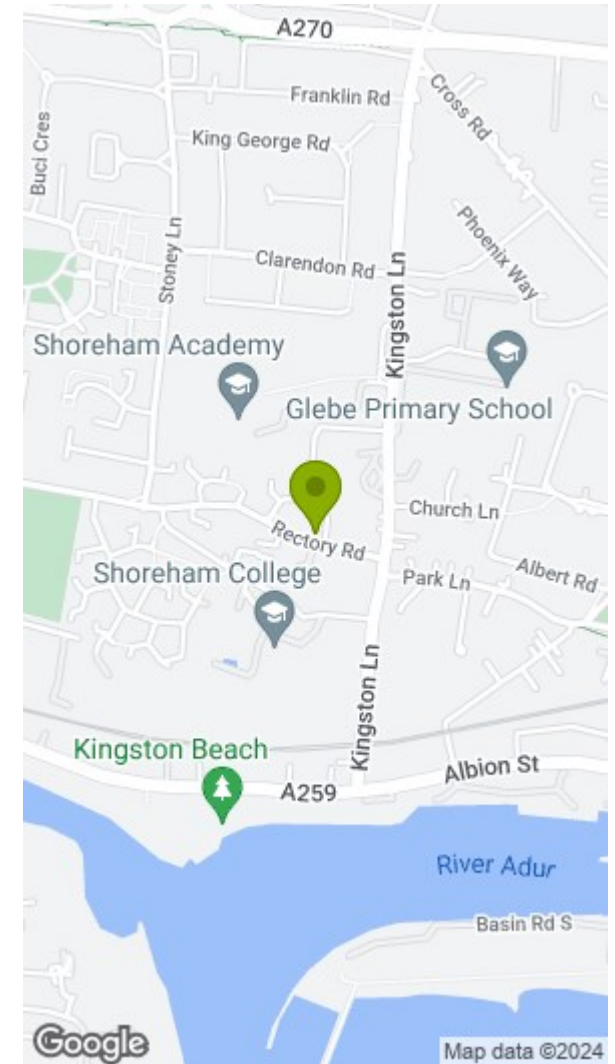 A270
Franklin Rd
Cross Rd
King George Rd
Buci Cres
Phoenix Way
Stoney Ln
Clarendon Rd
Kingston Ln
Shoreham Academy
Glebe Primary School
Church Ln
Rectory Rd
Albert Rd
Shoreham College
Park Ln
Kingston Ln
Kingston Beach
Albion St
A259
River Adur
Basin Rd S
Google
Map data ©2024